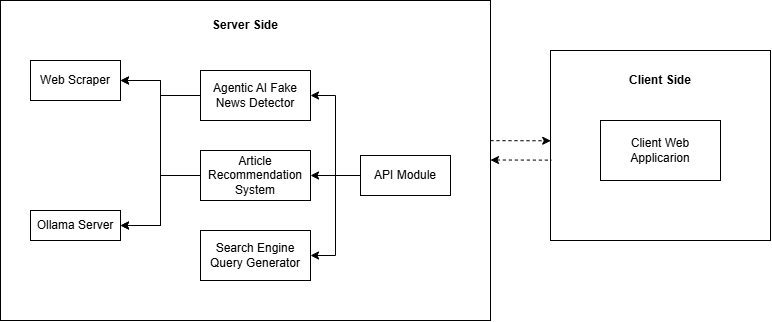 Server Side
Web Scraper
Agentic AI Fake
News Detector
Article
Recommendation
System
API Module
Ollama Server
Search Engine
Query Generator
Client Side
Client Web
Applicarion